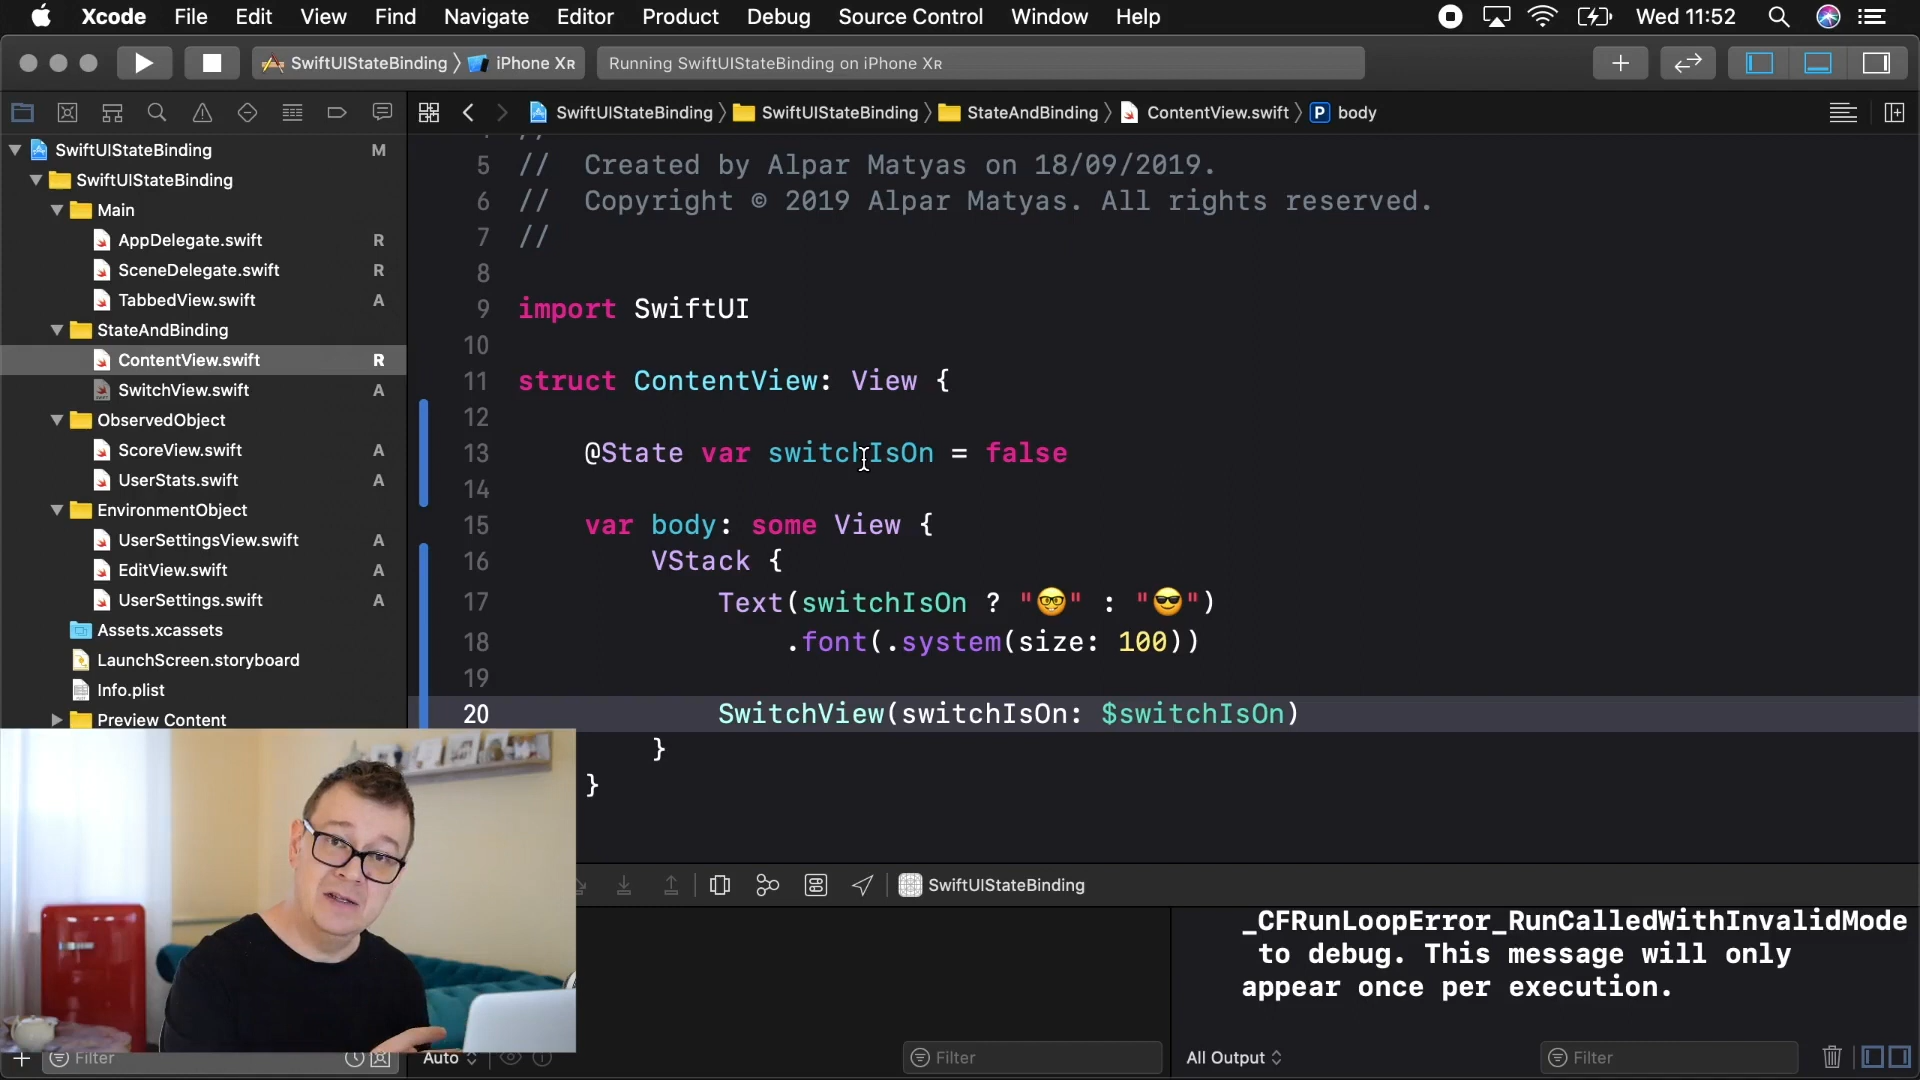 Xcode File Edit View Find Navigate Editor Product Debug Source Control Window Help Wed 11:52
SwiftUIStateBinding iPhone XR Running SwiftUIStateBinding on iPhone XR
SwiftUIStateBinding SwiftUIStateBinding StateAndBinding ContentView.swift P body
SwiftUIStateBinding M
SwiftUIStateBinding
Main
AppDelegate.swift R
SceneDelegate.swift R
TabbedView.swift A
StateAndBinding
ContentView.swift R
SwitchView.swift A
ObservedObject
ScoreView.swift A
UserStats.swift A
EnvironmentObject
UserSettingsView.swift A
EditView.swift A
UserSettings.swift A
Assets.xcassets
LaunchScreen.storyboard
Info.plist
Preview Content
5 // Created by Alpar Matyas on 18/09/2019.
6 // Copyright © 2019 Alpar Matyas. All rights reserved.
7 //
8
9 import SwiftUI
10
11 struct ContentView: View {
12
13 @State var switchIsOn = false
14
15 var body: some View {
16 VStack {
17 Text(switchIsOn ? "🤓" : "😎")
18 .font(.system(size: 100))
19
20 SwitchView(switchIsOn: $switchIsOn)
}
}
SwiftUIStateBinding
_CFRunLoopError_RunCalledWithInvalidMode
to debug. This message will only
appear once per execution.
Filter Auto Filter All Output Filter